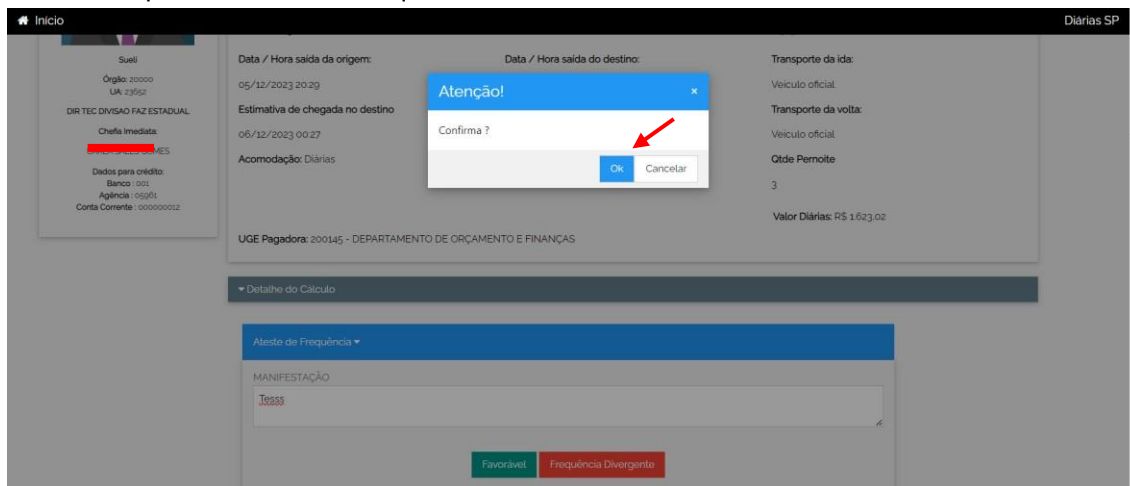 Início
Diárias SP
Sueli
Órgão: 20000
UA: 23652
DIR TEC DIVISAO FAZ ESTADUAL
Chefia Imediata:
Dados para crédito:
Banco : 001
Agência : 05961
Conta Corrente : 000000012
Data / Hora saída da origem:
05/12/2023 20:29
Estimativa de chegada no destino
06/12/2023 00:27
Acomodação: Diárias
Data / Hora saída do destino:
Transporte da ida:
Veículo oficial
Transporte da volta:
Veículo oficial
Qtde Pernoite
3
Valor Diárias: R$ 1.623,02
UGE Pagadora: 200145 - DEPARTAMENTO DE ORÇAMENTO E FINANÇAS
Atenção!
×
Confirma ?
Ok
Cancelar
Detalhe do Cálculo
Ateste de Frequência
MANIFESTAÇÃO
Tesss
Favorável
Frequência Divergente